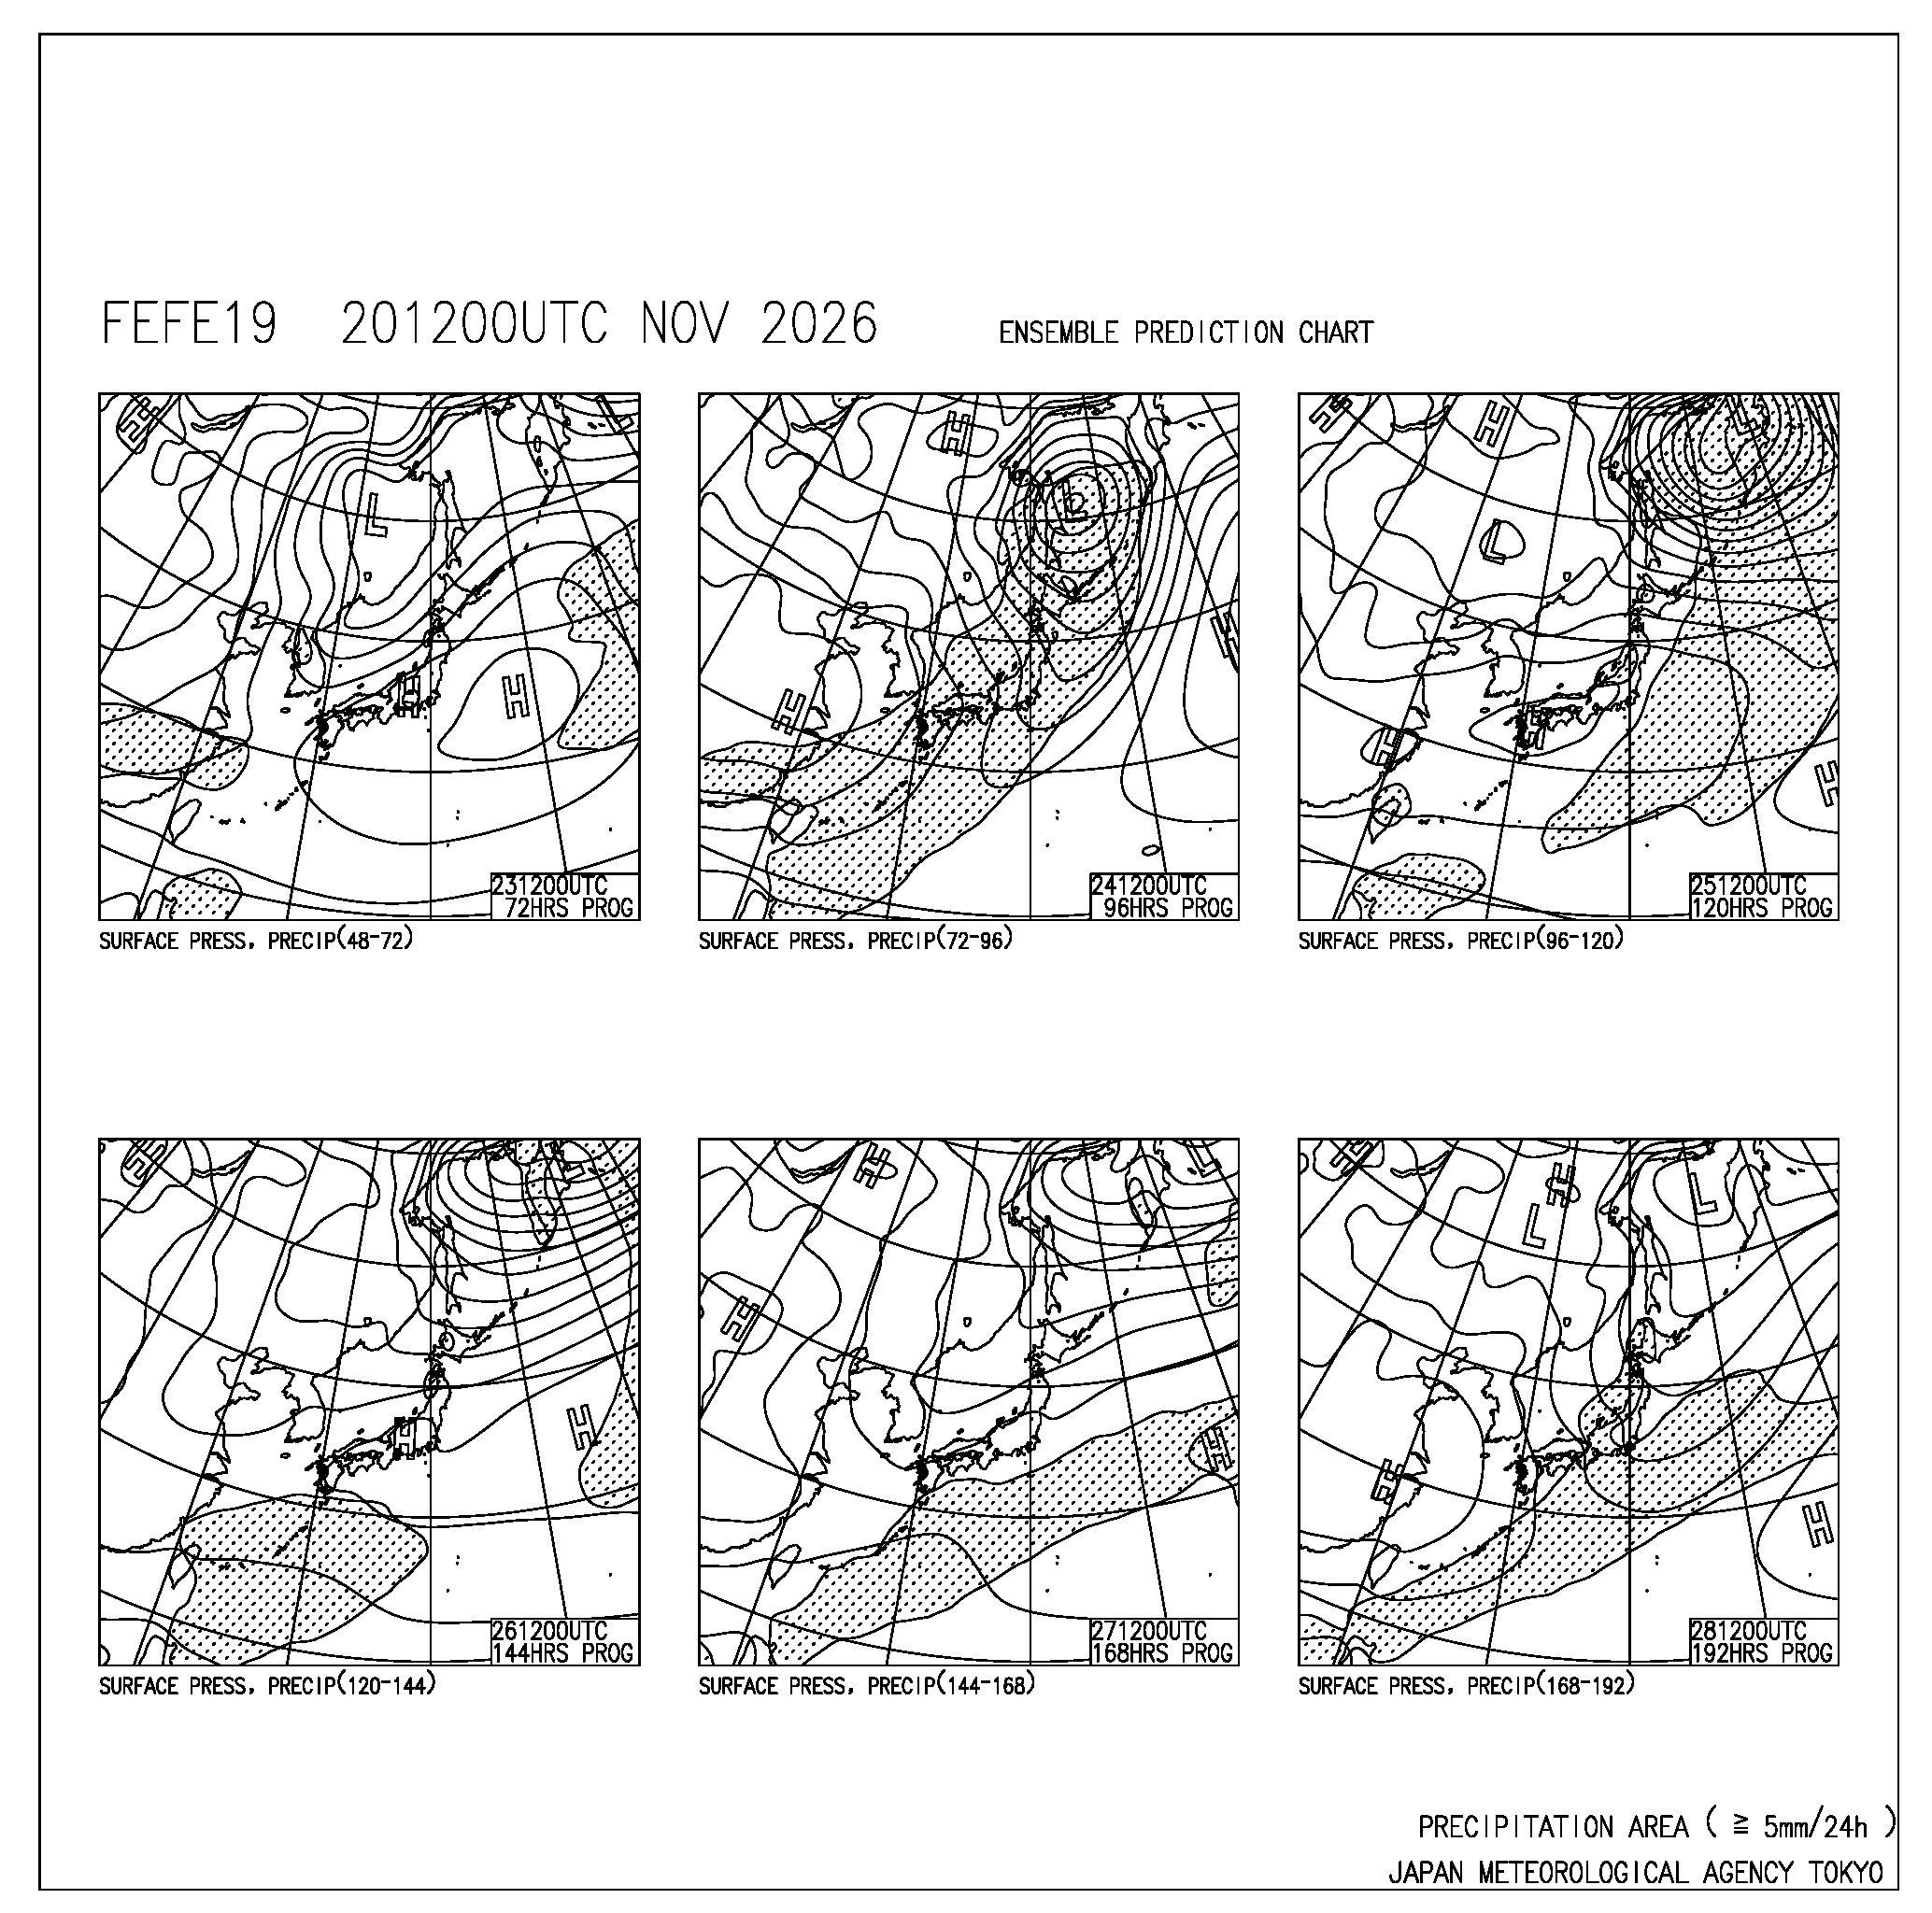 FEFE19 201200UTC NOV 2026 ENSEMBLE PREDICTION CHART
H L L H H
231200UTC
72HRS PROG
SURFACE PRESS, PRECIP(48-72)
H L H H
241200UTC
96HRS PROG
SURFACE PRESS, PRECIP(72-96)
H H L L H H H
251200UTC
120HRS PROG
SURFACE PRESS, PRECIP(96-120)
H L H H
261200UTC
144HRS PROG
SURFACE PRESS, PRECIP(120-144)
H L H H
271200UTC
168HRS PROG
SURFACE PRESS, PRECIP(144-168)
H H L L H H
281200UTC
192HRS PROG
SURFACE PRESS, PRECIP(168-192)
PRECIPITATION AREA ( ≧ 5mm/24h )
JAPAN METEOROLOGICAL AGENCY TOKYO